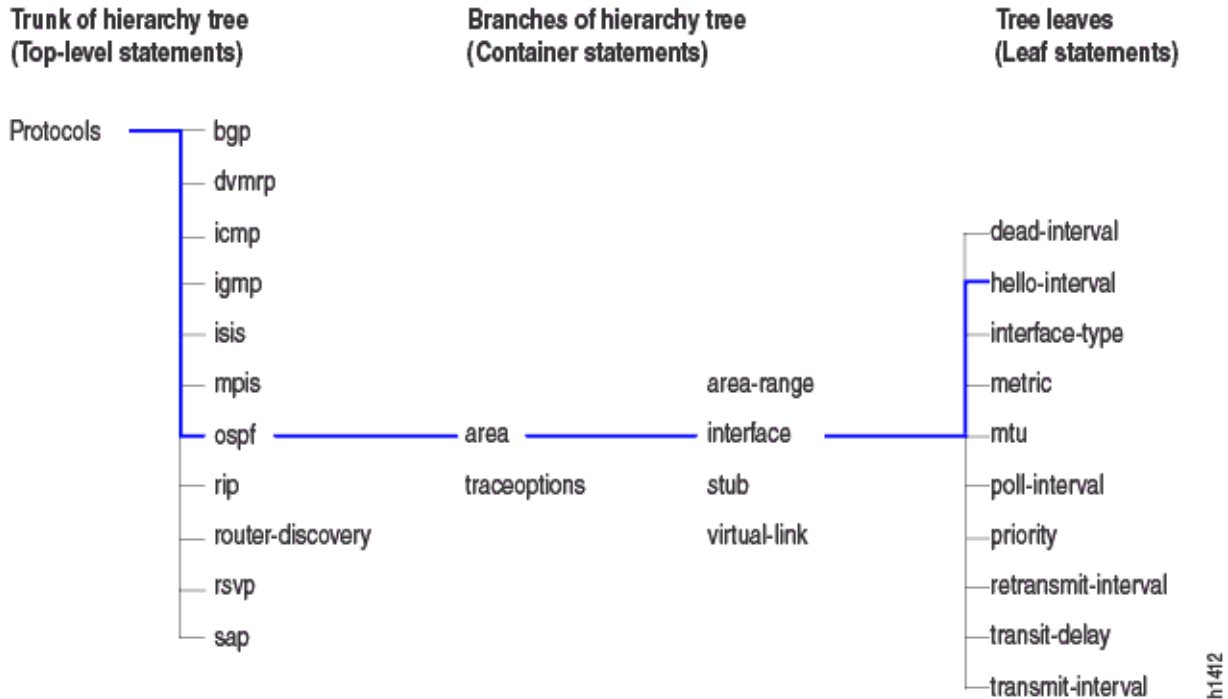 Trunk of hierarchy tree
(Top-level statements)
Branches of hierarchy tree
(Container statements)
Tree leaves
(Leaf statements)
Protocols
bgp
dvmrp
icmp
igmp
isis
mpis
ospf
rip
router-discovery
rsvp
sap
area
traceoptions
area-range
interface
stub
virtual-link
dead-interval
hello-interval
interface-type
metric
mtu
poll-interval
priority
retransmit-interval
transit-delay
transmit-interval
h1412